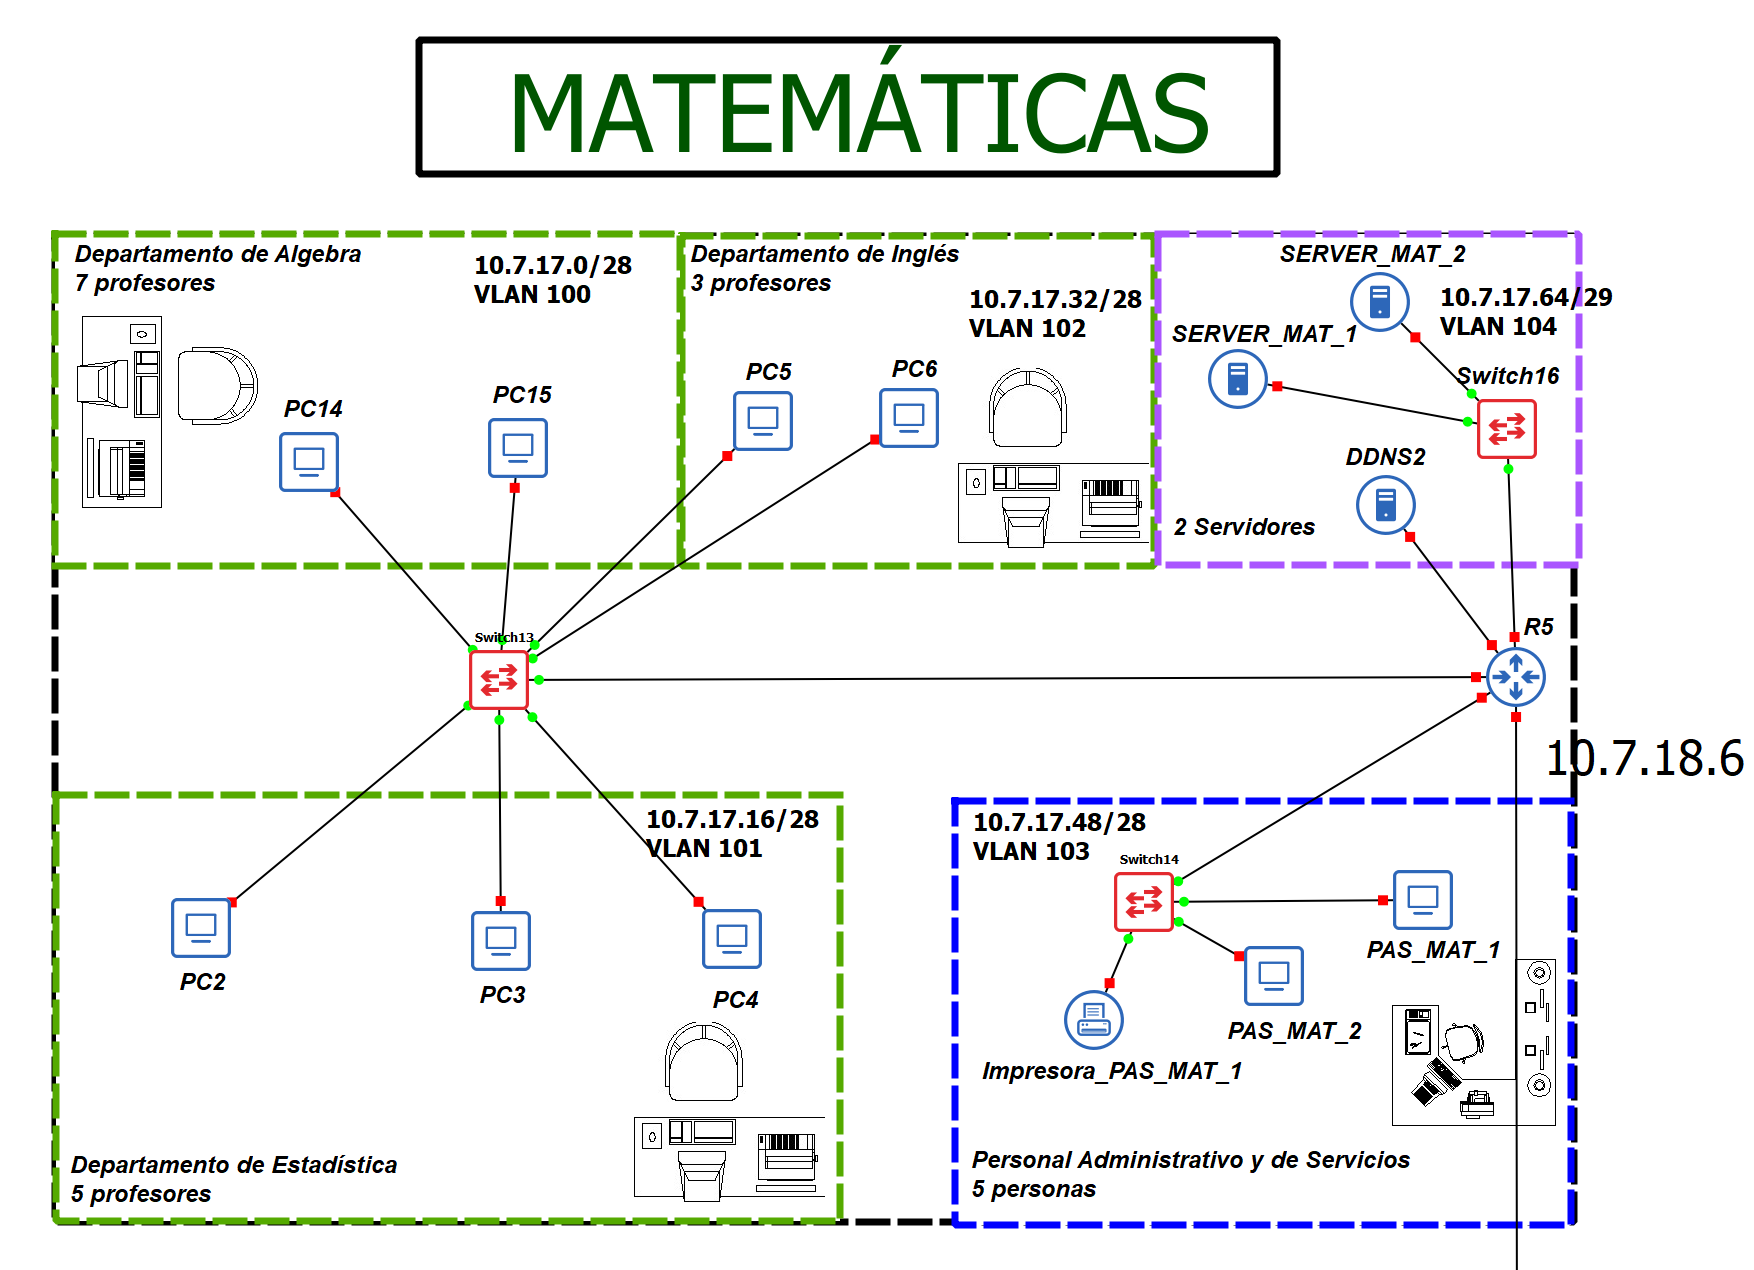 MATEMÁTICAS
Departamento de Algebra
7 profesores
10.7.17.0/28
VLAN 100
PC14
PC15
Departamento de Inglés
3 profesores
10.7.17.32/28
VLAN 102
PC5
PC6
SERVER_MAT_2
10.7.17.64/29
VLAN 104
SERVER_MAT_1
Switch16
DDNS2
2 Servidores
Switch13
R5
10.7.18.6
10.7.17.16/28
VLAN 101
PC2
PC3
PC4
Departamento de Estadística
5 profesores
10.7.17.48/28
VLAN 103
Switch14
PAS_MAT_1
PAS_MAT_2
Impresora_PAS_MAT_1
Personal Administrativo y de Servicios
5 personas